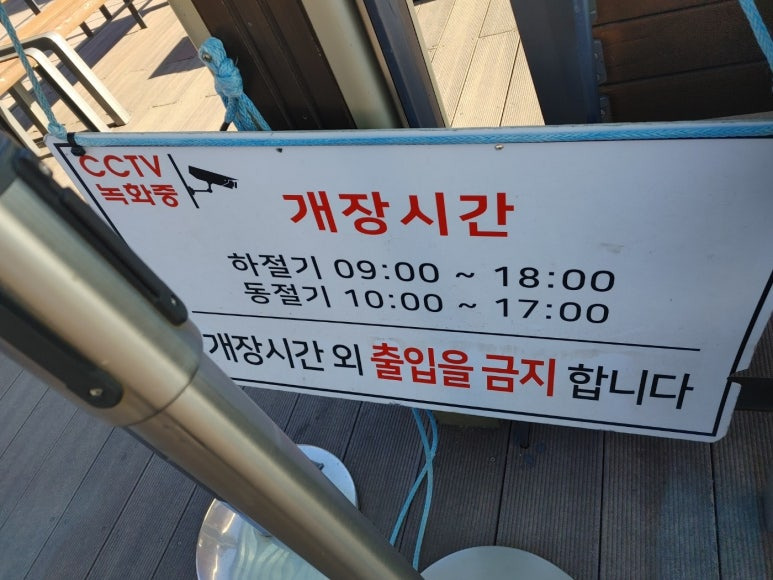 CCTV
녹화중
개장시간
하절기 09:00 ~ 18:00
동절기 10:00 ~ 17:00
개장시간 외 출입을 금지 합니다